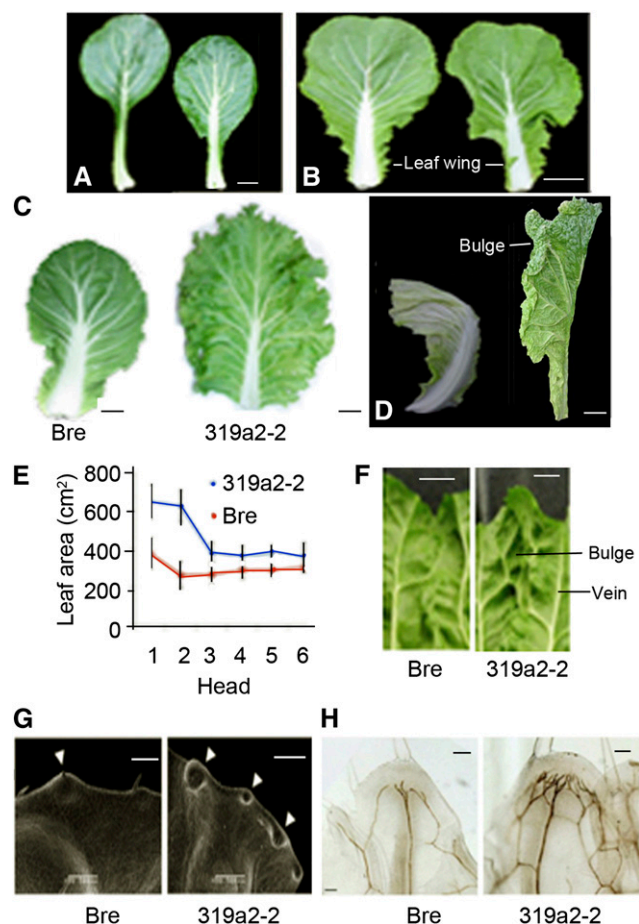 A
B
Leaf wing
C
Bre
319a2-2
Bulge
D
E
Leaf area (cm²)
800
600
400
200
0
319a2-2
Bre
1 2 3 4 5 6
Head
F
Bulge
Vein
Bre
319a2-2
G
Bre
319a2-2
H
Bre
319a2-2